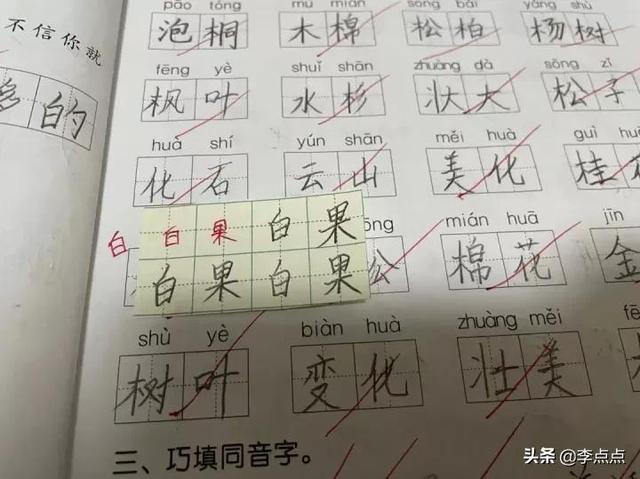 不信你就
的
pāo tóng mù mián sōng bǎi yáng shù
泡桐 木棉 松柏 杨树
fēng yè shuǐ shān zhuàng dà sōng zǐ
枫叶 水杉 壮大 松子
huà shí yún shān měi huà guì
化石 云山 美化 桂
ōng mián huā jīn
白 白果白果 公 棉花 金
白果白果
shù yè biàn huà zhuàng měi
树叶 变化 壮美
三、巧填同音字。
头条 @李点点